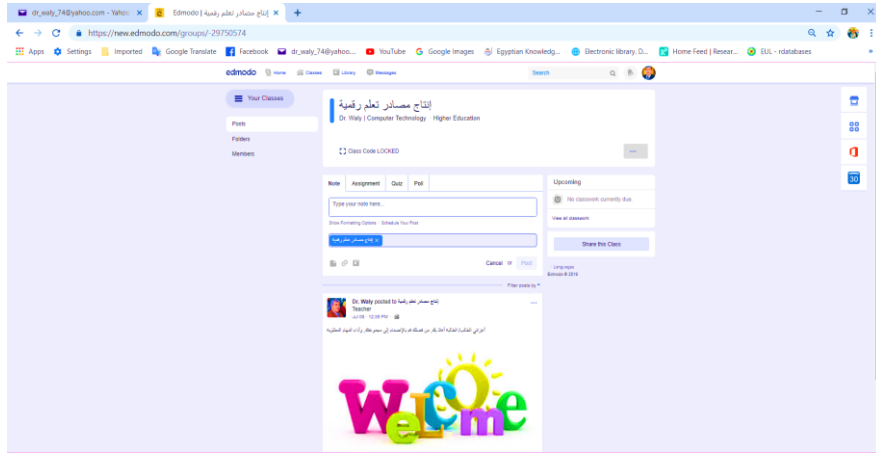 dr_waly_74@yahoo.com - Yahoo
إنتاج مصادر تعلم رقمية | Edmodo
https://new.edmodo.com/groups/-29750574
Apps Settings Imported Google Translate Facebook dr_waly_74@yahoo... YouTube Google Images Egyptian Knowledg... Electronic library. D... Home Feed | Resear... EUL - rdatabases
edmodo Home Classes Library Messages Search
Your Classes
Posts
Folders
Members
إنتاج مصادر تعلم رقمية
Dr. Waly | Computer Technology Higher Education
Class Code LOCKED
Note Assignment Quiz Poll
Type your note here..
Show Formatting Options Schedule Your Post
إنتاج مصادر تعلم رقمية x
Cancel or Post
Filter posts by
Upcoming
No classwork currently due
View all classwork
Share this Class
Languages
Edmodo © 2019
30
Dr. Waly posted to إنتاج مصادر تعلم رقمية
Teacher
12:28 PM
WeLCOme